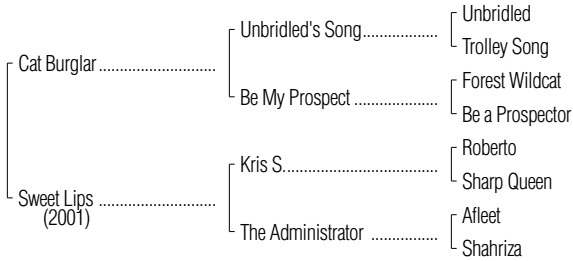 Unbridled
Unbridled's Song..................
Trolley Song
Cat Burglar............................
Forest Wildcat
Be My Prospect ....................
Be a Prospector
Roberto
Kris S....................................
Sharp Queen
Sweet Lips ............................
(2001)
Afleet
The Administrator ................
Shahriza